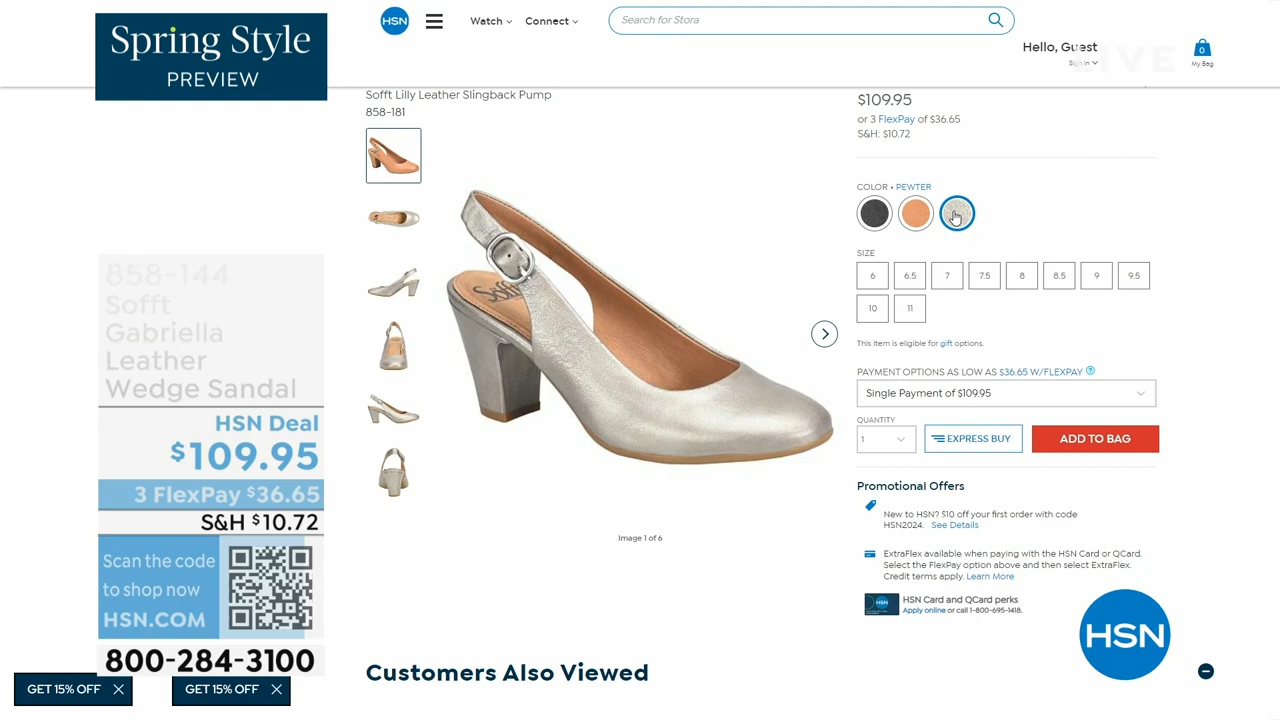 Spring Style
PREVIEW
HSN
Watch
Connect
Search for Stora
Hello, Guest
Sign In
LIVE
0
My Bag
Sofft Lilly Leather Slingback Pump
858-181
$109.95
or 3 FlexPay of $36.65
S&H: $10.72
COLOR • PEWTER
SIZE
6 6.5 7 7.5 8 8.5 9 9.5
10 11
This item is eligible for gift options.
PAYMENT OPTIONS AS LOW AS $36.65 W/FLEXPAY ?
Single Payment of $109.95
QUANTITY
1
EXPRESS BUY
ADD TO BAG
Promotional Offers
New to HSN? $10 off your first order with code
HSN2024. See Details
ExtraFlex available when paying with the HSN Card or QCard.
Select the FlexPay option above and then select ExtraFlex.
Credit terms apply. Learn More
HSN
HSN Card and QCard perks
Apply online or call 1-800-695-1418.
Söfft
Image 1 of 6
858-144
Sofft
Gabriella
Leather
Wedge Sandal
HSN Deal
$109.95
3 FlexPay $36.65
S&H $10.72
Scan the code
to shop now
HSN.COM
800-284-3100
GET 15% OFF
GET 15% OFF
Customers Also Viewed
HSN